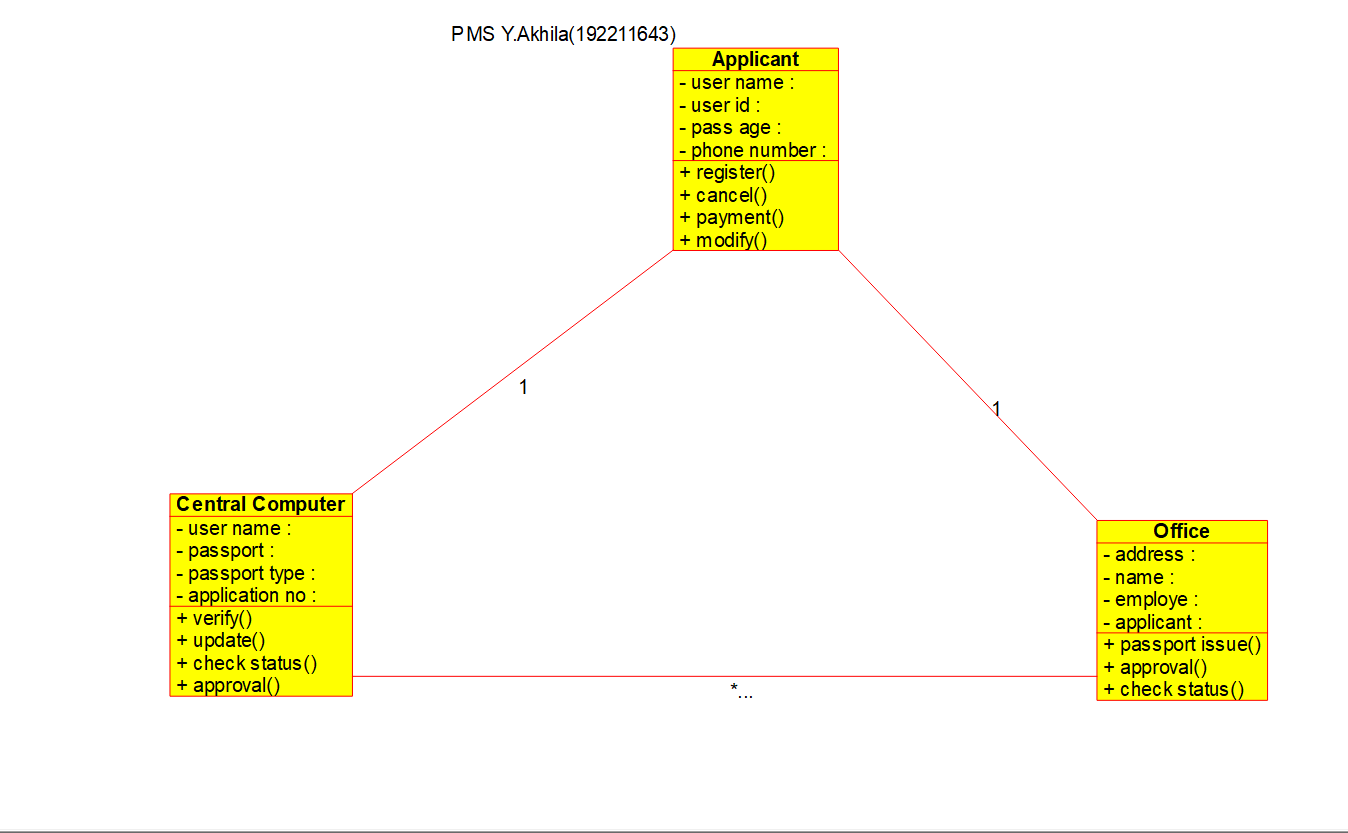 PMS Y.Akhila(192211643)
Applicant
- user name :
- user id :
- pass age :
- phone number :
+ register()
+ cancel()
+ payment()
+ modify()
1
1
Central Computer
- user name :
- passport :
- passport type :
- application no :
+ verify()
+ update()
+ check status()
+ approval()
Office
- address :
- name :
- employe :
- applicant :
+ passport issue()
+ approval()
+ check status()
*...